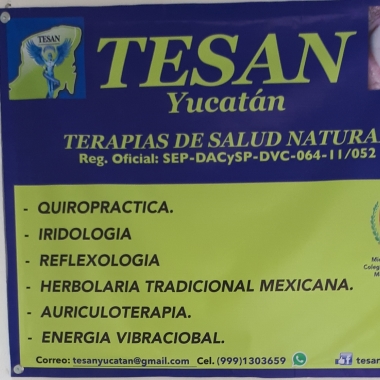 TESAN
TESAN
Yucatán
TERAPIAS DE SALUD NATURA
Reg. Oficial: SEP-DACySP-DVC-064-11/052
- QUIROPRACTICA.
- IRIDOLOGIA
- REFLEXOLOGIA
- HERBOLARIA TRADICIONAL MEXICANA.
- AURICULOTERAPIA.
- ENERGIA VIBRACIOBAL.
Correo: tesanyucatan@gmail.com Cel. (999)1303659 f tesan